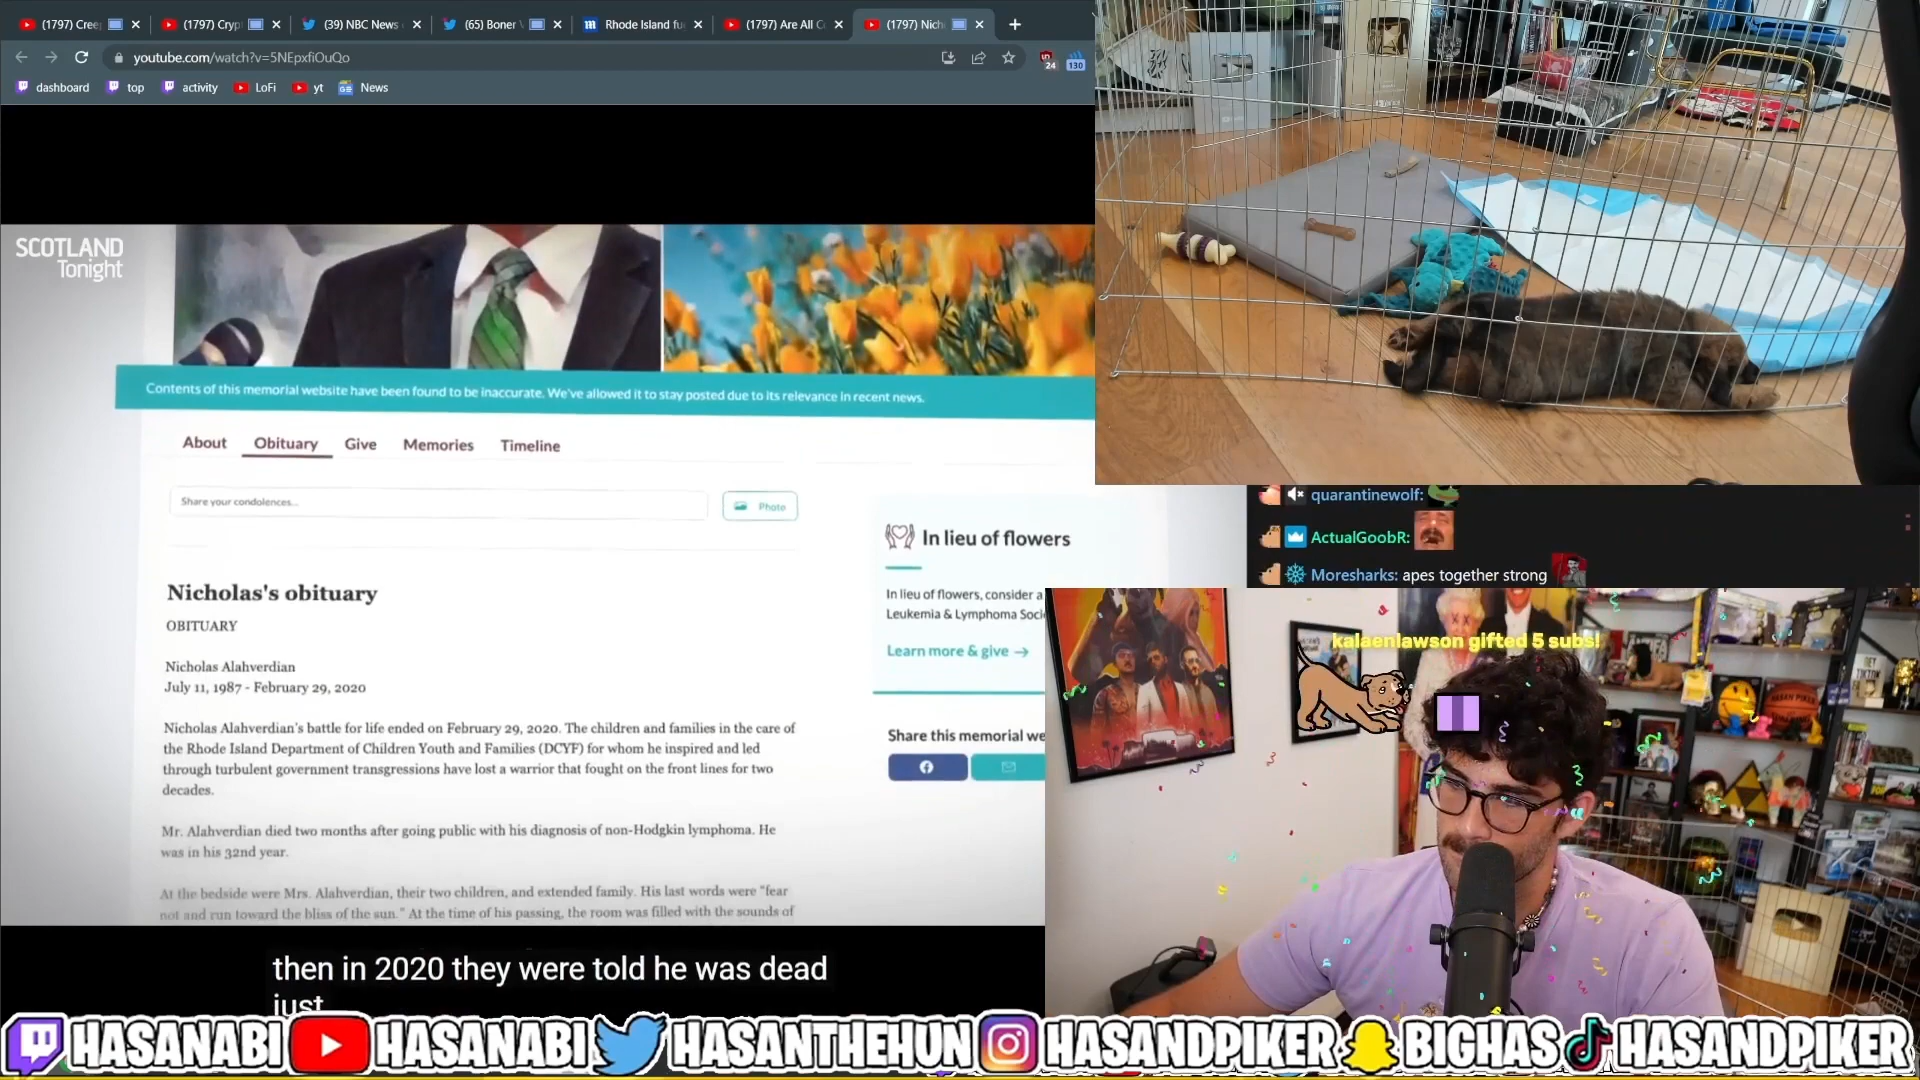 (1797) Cree
(1797) Cryp
(39) NBC News
(65) Boner
Rhode Island fu
(1797) Are All C
(1797) Nich
youtube.com/watch?v=5NEpxfiOuQo
24
130
dashboard
top
activity
LoFi
yt
News
SCOTLAND
Tonight
Contents of this memorial website have been found to be inaccurate. We've allowed it to stay posted due to its relevance in recent news.
About
Obituary
Give
Memories
Timeline
Share your condolences...
Photo
Nicholas's obituary
OBITUARY
Nicholas Alahverdian
July 11, 1987 - February 29, 2020
Nicholas Alahverdian's battle for life ended on February 29, 2020. The children and families in the care of
the Rhode Island Department of Children Youth and Families (DCYF) for whom he inspired and led
through turbulent government transgressions have lost a warrior that fought on the front lines for two
decades.
Mr. Alahverdian died two months after going public with his diagnosis of non-Hodgkin lymphoma. He
was in his 32nd year.
At the bedside were Mrs. Alahverdian, their two children, and extended family. His last words were "fear
not and run toward the bliss of the sun." At the time of his passing, the room was filled with the sounds of
In lieu of flowers
In lieu of flowers, consider a
Leukemia & Lymphoma Soci
Learn more & give →
Share this memorial we
then in 2020 they were told he was dead
just
quarantinewolf:
ActualGoobR:
Moresharks: apes together strong
kalaenlawson gifted 5 subs!
HASAN PIKER
HASANABI
HASANABI
HASANTHEHUN
HASANDPIKER
BIGHAS
HASANDPIKER